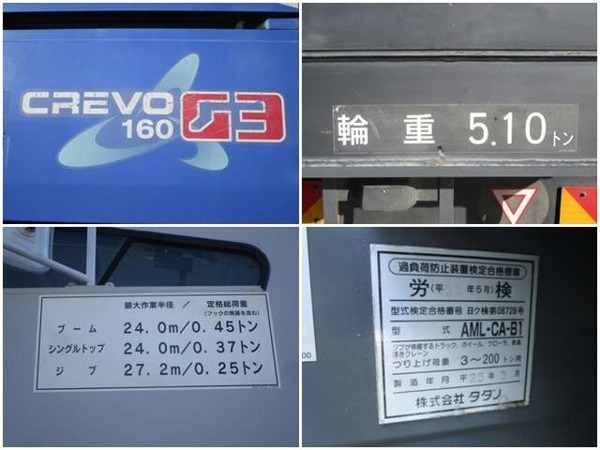 CREVO
160 G3
輪重 5.10トン
最大作業半径 / 定格総荷重
(フックの質量を含む)
ブーム 24.0m/0.45トン
シングルトップ 24.0m/0.37トン
ジブ 27.2m/0.25トン
過負荷防止装置検定合格標章
労(平 年5月)検
型式検定合格番号 日ク検第08728号
型式 AML-CA-B1
ジブが伸縮するトラック、ホイール、クローラ、鉄道、
浮きクレーン
つり上げ荷重 3〜200トン用
製造年月 平25年 月
株式会社タダノ